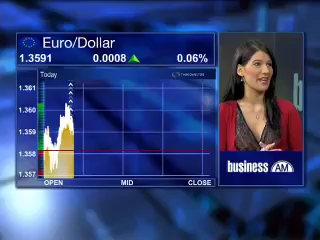 Euro/Dollar
1.3591 0.0008 0.06%
Today
1.361
1.360
1.359
1.358
1.357
OPEN MID CLOSE
business AM